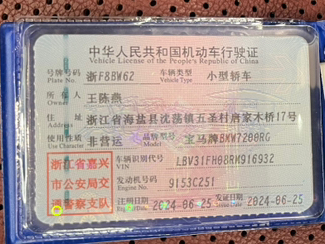 中华人民共和国机动车行驶证
Vehicle License of the People's Republic of China
号牌号码 浙F8BW62 车辆类型 小型轿车
Plate No. Vehicle Type
所有人 王陈燕
Owner
住址 浙江省海盐县沈荡镇五圣村唐家木桥17号
使用性质 非营运 品牌型号 宝马牌BMW7200RG
Use Character
浙江省嘉兴市公安局交通警察支队
车辆识别代号 LBV31FH08RK916932
VIN
发动机号码 9153C251
Engine No.
注册日期 2024-06-25 发证日期 2024-06-25